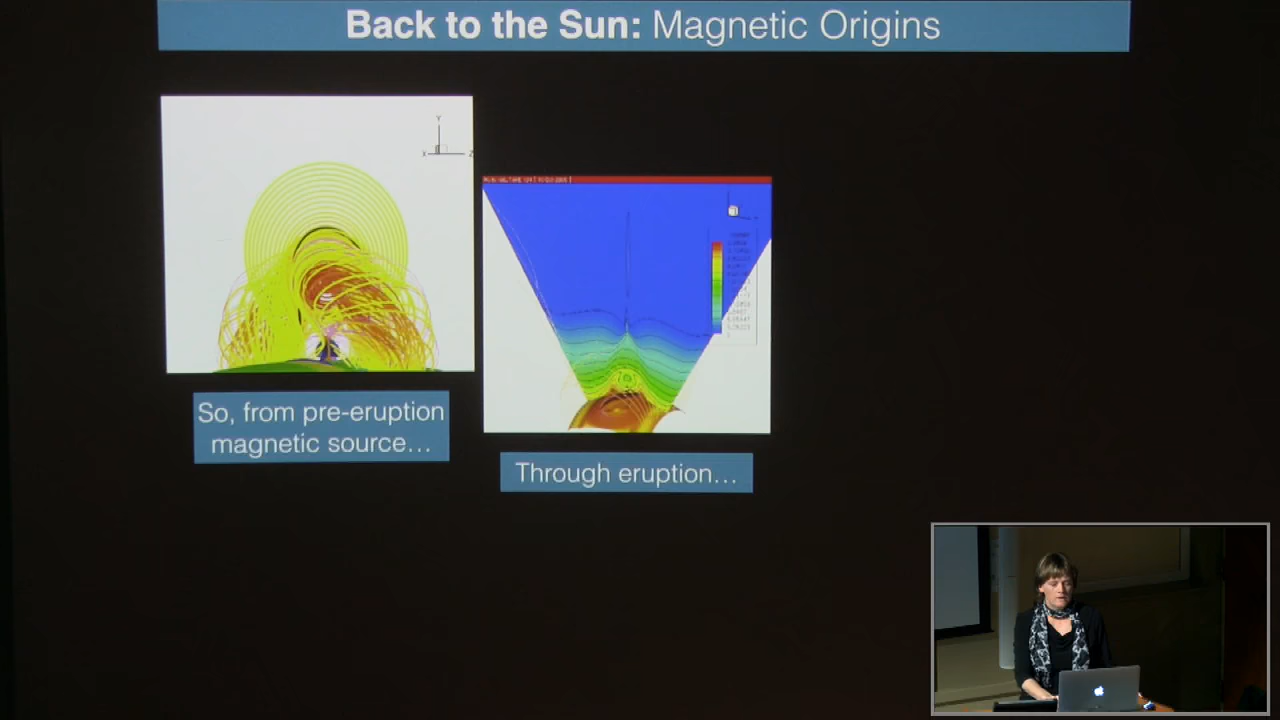 Back to the Sun: Magnetic Origins
Y
X
Z
So, from pre-eruption
magnetic source…
Through eruption…